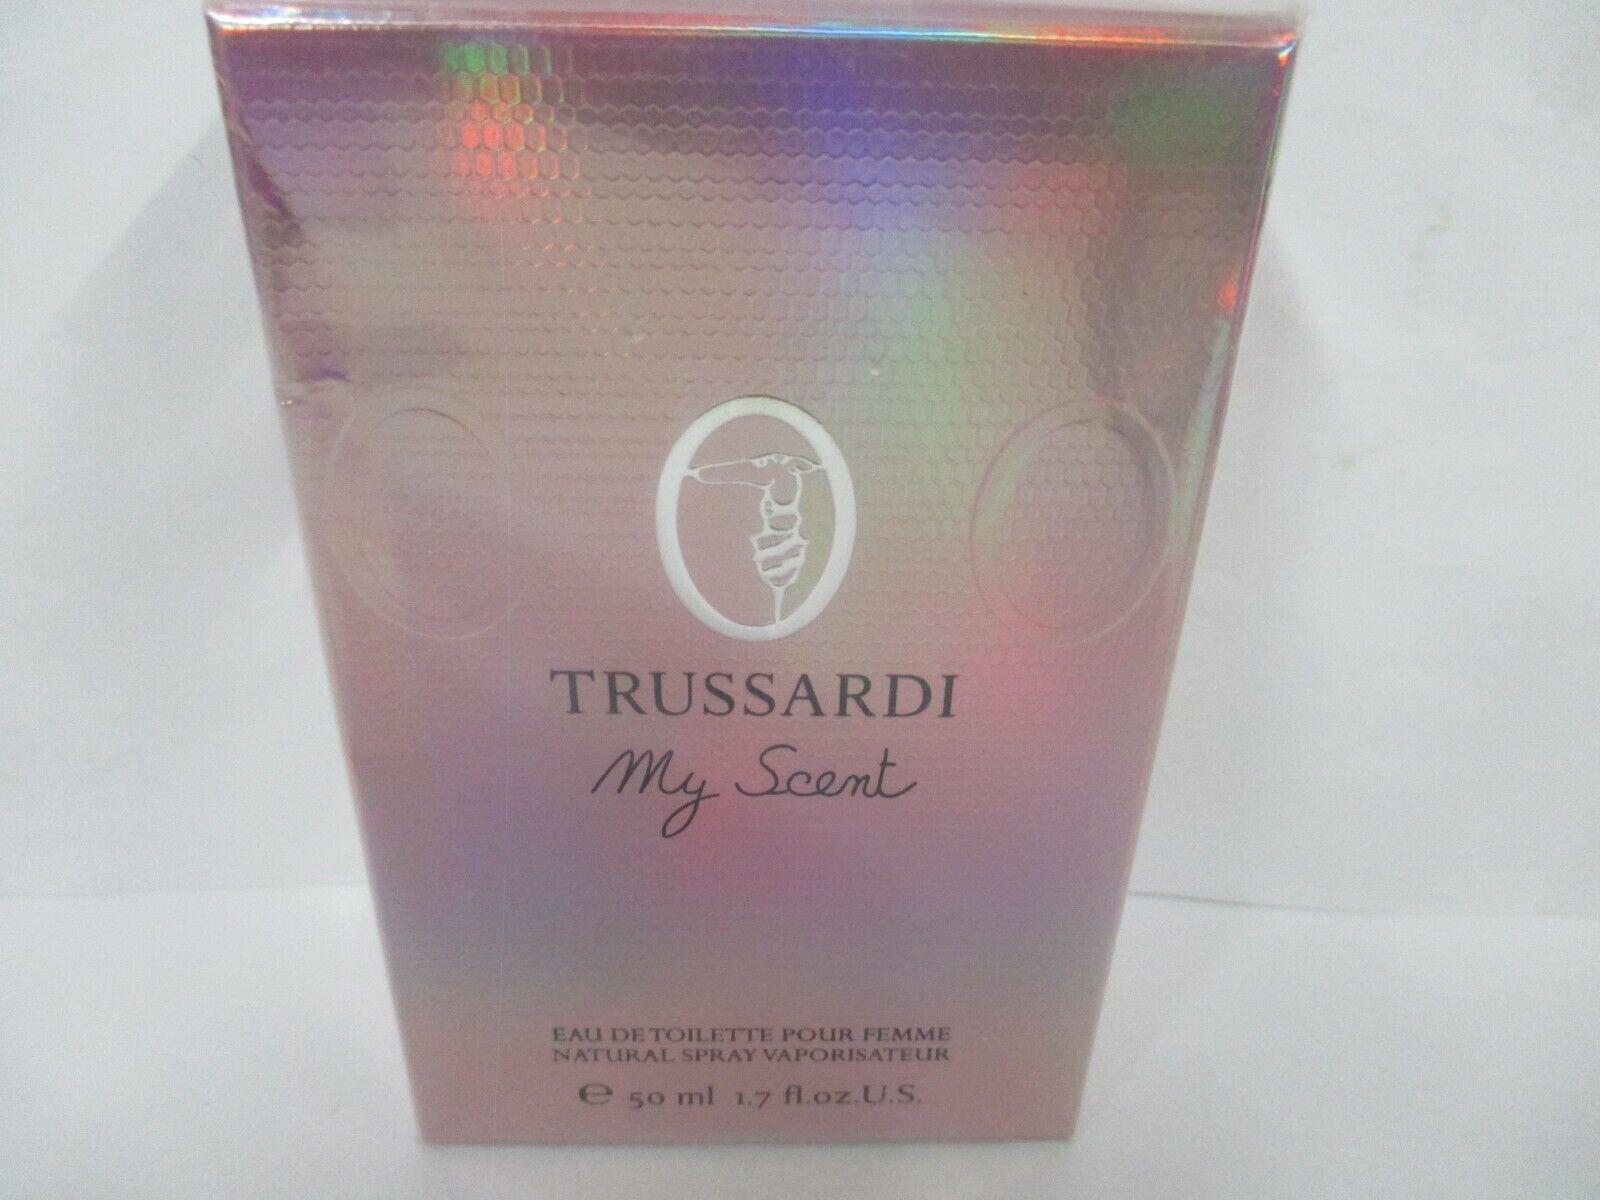 TRUSSARDI
My Scent
EAU DE TOILETTE POUR FEMME
NATURAL SPRAY VAPORISATEUR
℮ 50 ml 1.7 fl.oz.U.S.